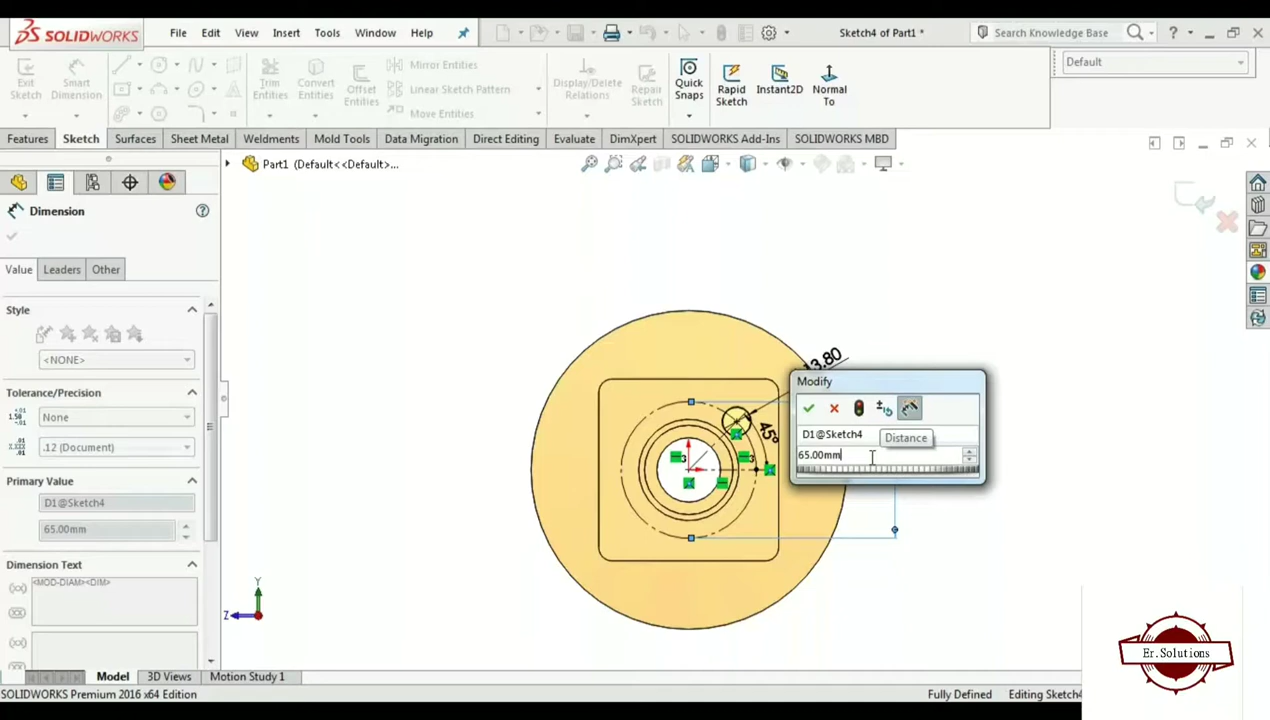 SOLIDWORKS
File Edit View Insert Tools Window Help
Sketch4 of Part1 *
Search Knowledge Base
Exit Sketch
Smart Dimension
Trim Entities
Convert Entities
Offset Entities
Mirror Entities
Linear Sketch Pattern
Move Entities
Display/Delete Relations
Repair Sketch
Quick Snaps
Rapid Sketch
Instant2D
Normal To
Default
Features Sketch Surfaces Sheet Metal Weldments Mold Tools Data Migration Direct Editing Evaluate DimXpert SOLIDWORKS Add-Ins SOLIDWORKS MBD
Part1 (Default<<Default>...
Dimension
Value Leaders Other
Style
<NONE>
Tolerance/Precision
None
.12 (Document)
Primary Value
D1@Sketch4
65.00mm
Dimension Text
<MOD-DIAM><DIM>
13.80
45°
3
3
Modify
D1@Sketch4
Distance
65.00mm
Y
Z
Er.Solutions
Model 3D Views Motion Study 1
SOLIDWORKS Premium 2016 x64 Edition
Fully Defined
Editing Sketch4